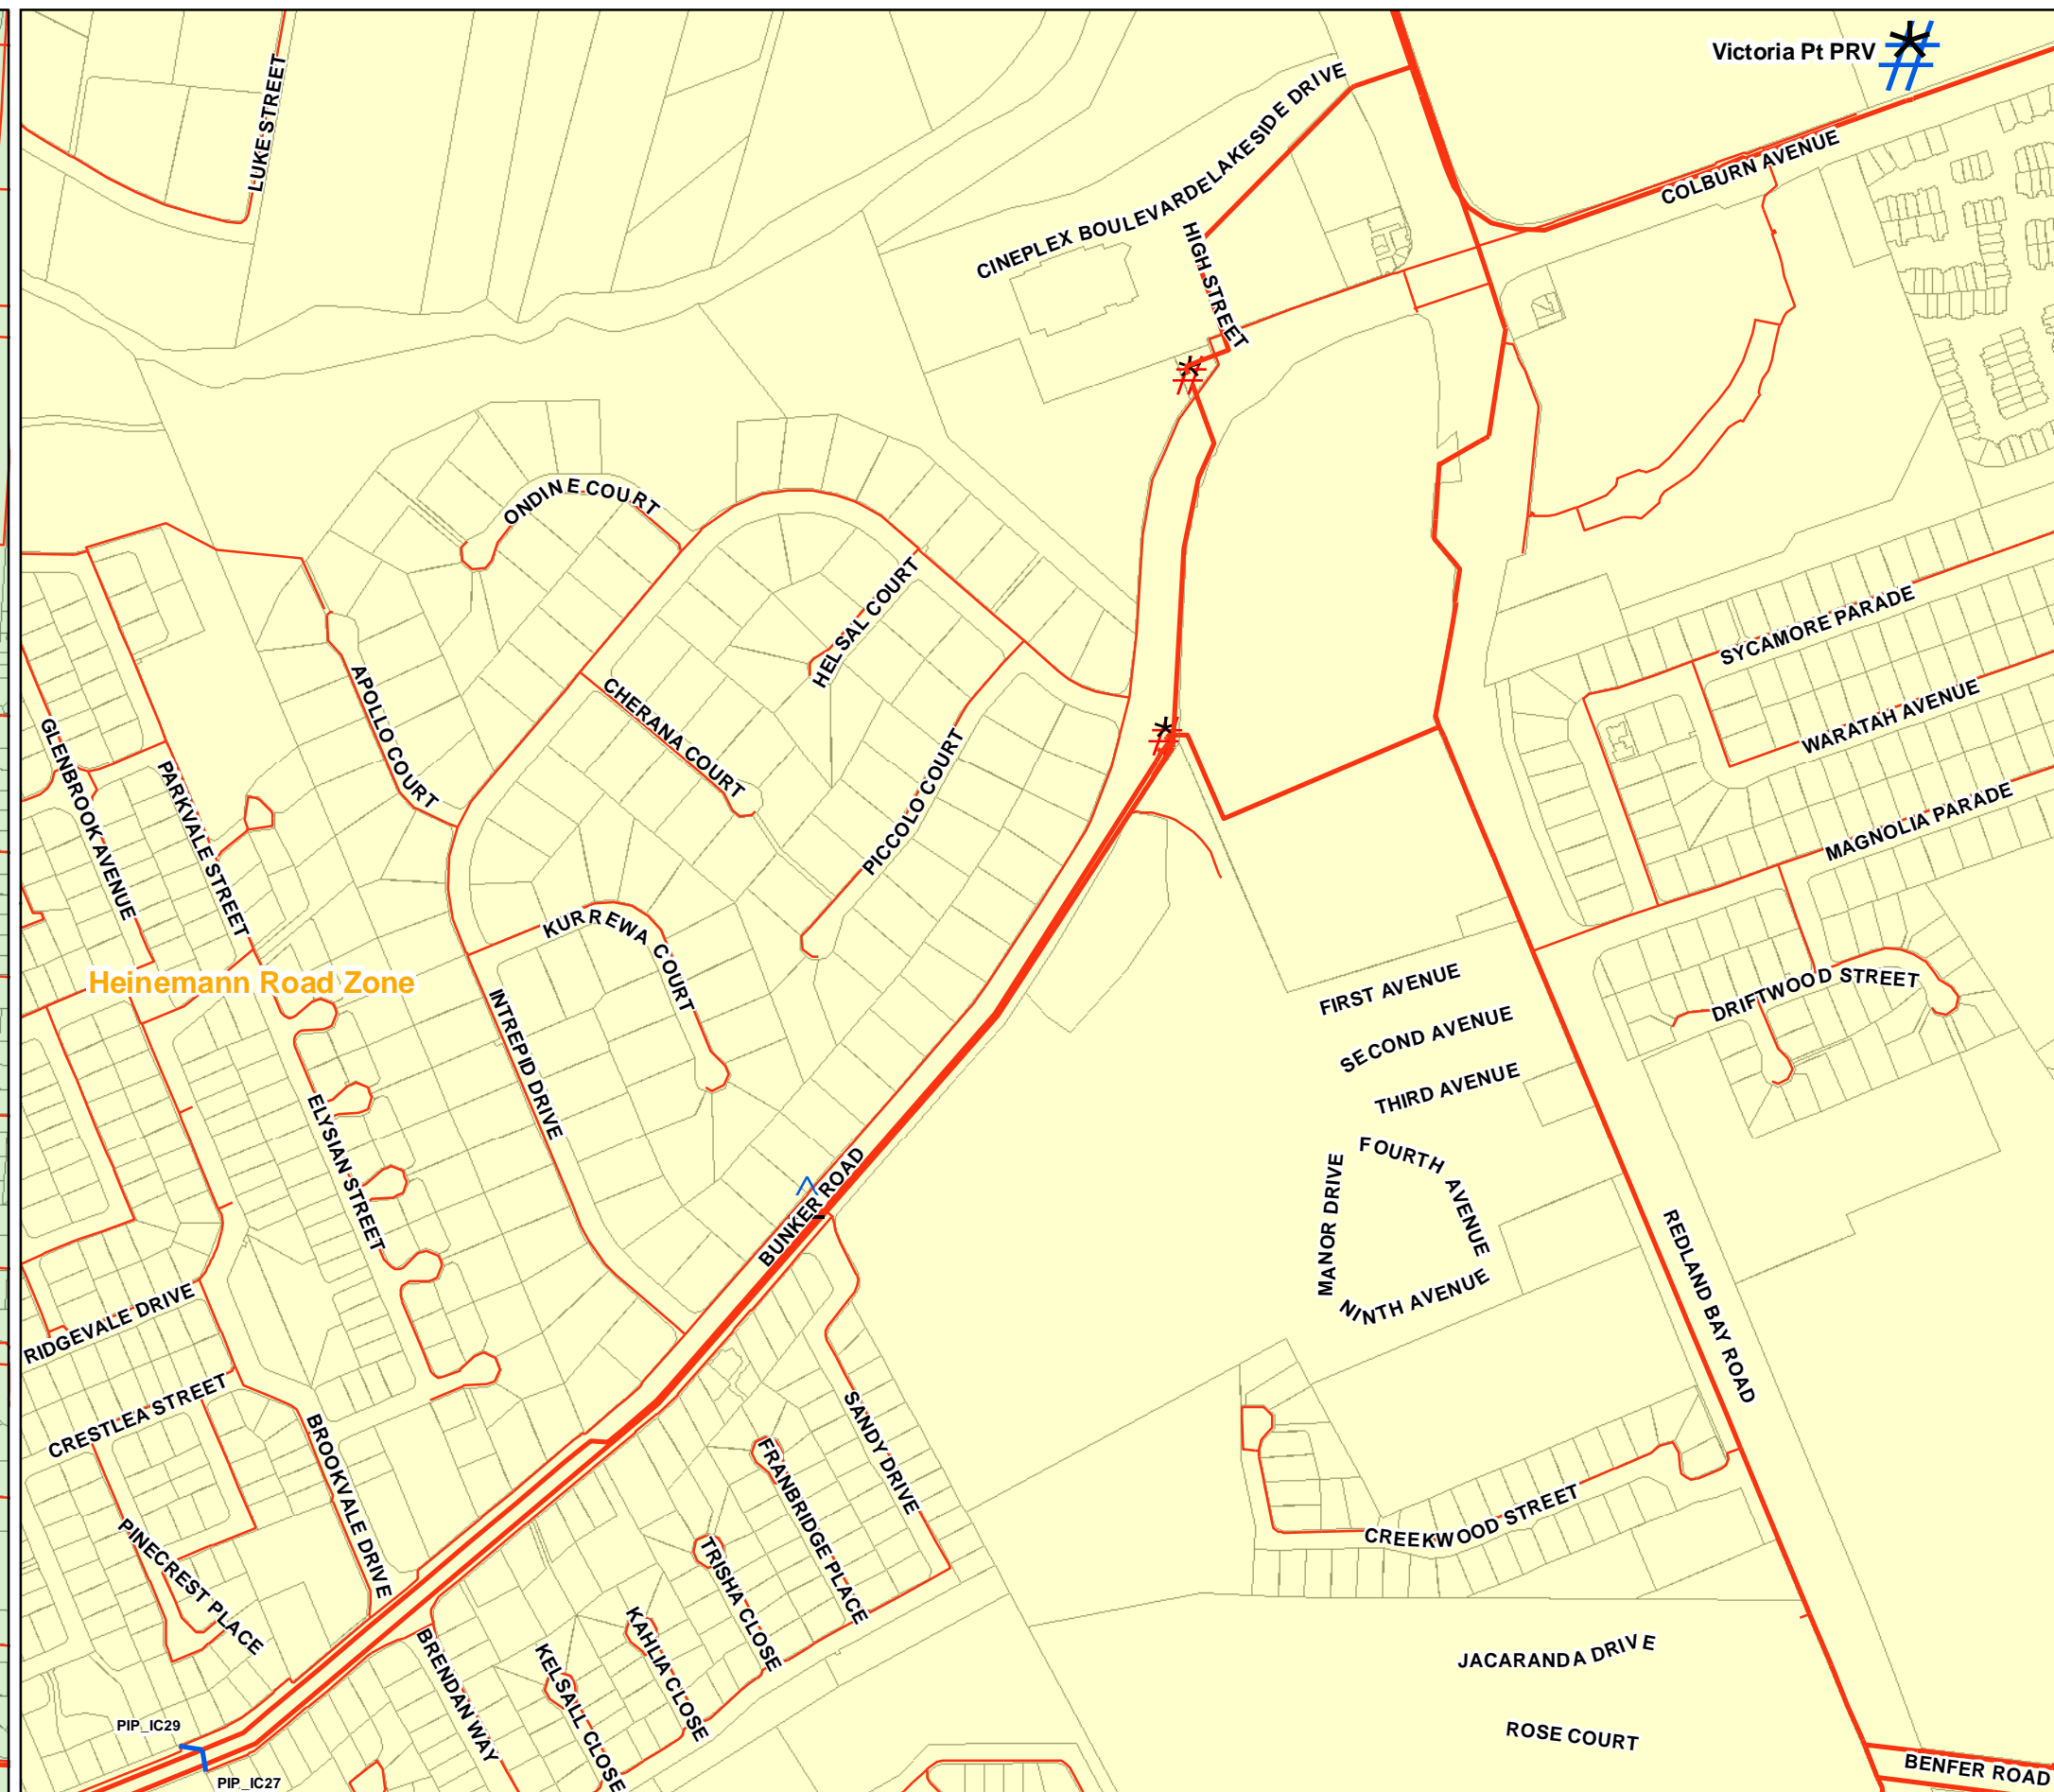 Victoria Pt PRV
LUKE STREET
CINEPLEX BOULEVARDE
LAKESIDE DRIVE
HIGH STREET
COLBURN AVENUE
ONDINE COURT
HELSAL COURT
CHERANA COURT
APOLLO COURT
PICCOLO COURT
GLENBROOK AVENUE
PARKVALE STREET
KURREWA COURT
SYCAMORE PARADE
WARATAH AVENUE
MAGNOLIA PARADE
DRIFTWOOD STREET
Heinemann Road Zone
INTREPID DRIVE
ELYSIAN STREET
FIRST AVENUE
SECOND AVENUE
THIRD AVENUE
FOURTH AVENUE
MANOR DRIVE
NINTH AVENUE
BUNKER ROAD
REDLAND BAY ROAD
RIDGEVALE DRIVE
CRESTLEA STREET
BROOKVALE DRIVE
PINECREST PLACE
SANDY DRIVE
FRANBRIDGE PLACE
TRISHA CLOSE
KAHLIA CLOSE
KELSALL CLOSE
BRENDAN WAY
CREEKWOOD STREET
JACARANDA DRIVE
ROSE COURT
BENFER ROAD
PIP_IC29
PIP_IC27